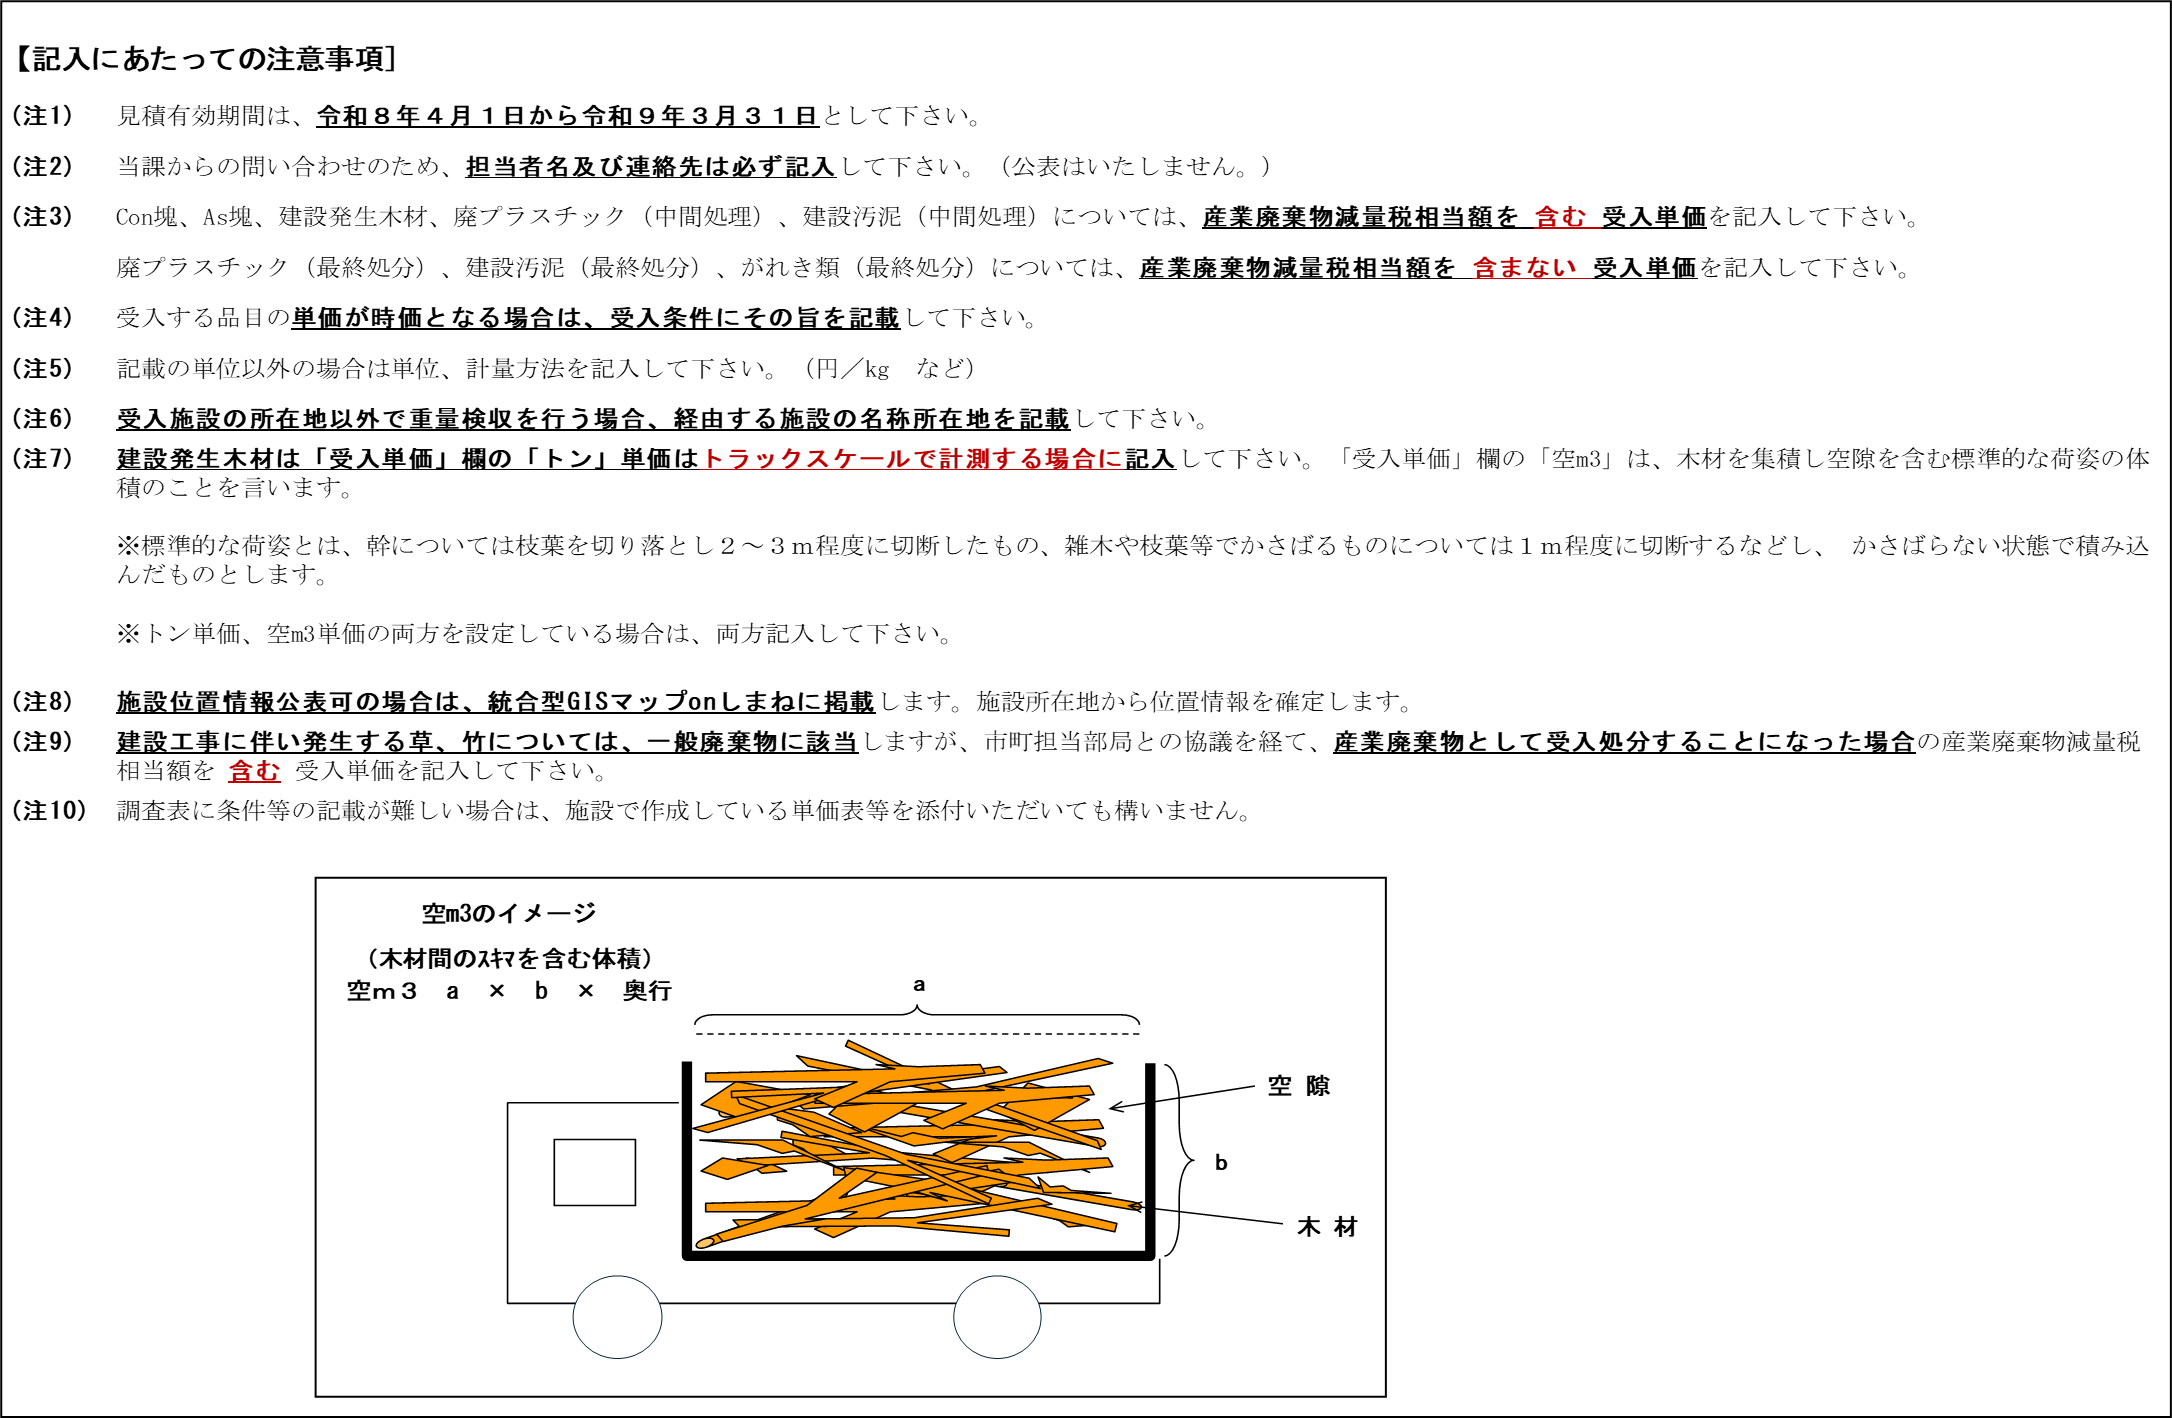 【記入にあたっての注意事項］
（注1） 見積有効期間は、令和８年４月１日から令和９年３月３１日として下さい。
（注2） 当課からの問い合わせのため、担当者名及び連絡先は必ず記入して下さい。（公表はいたしません。）
（注3） Con塊、As塊、建設発生木材、廃プラスチック（中間処理）、建設汚泥（中間処理）については、産業廃棄物減量税相当額を 含む 受入単価を記入して下さい。
廃プラスチック（最終処分）、建設汚泥（最終処分）、がれき類（最終処分）については、産業廃棄物減量税相当額を 含まない 受入単価を記入して下さい。
（注4） 受入する品目の単価が時価となる場合は、受入条件にその旨を記載して下さい。
（注5） 記載の単位以外の場合は単位、計量方法を記入して下さい。（円／kg　など）
（注6） 受入施設の所在地以外で重量検収を行う場合、経由する施設の名称所在地を記載して下さい。
（注7） 建設発生木材は「受入単価」欄の「トン」単価はトラックスケールで計測する場合に記入して下さい。「受入単価」欄の「空m3」は、木材を集積し空隙を含む標準的な荷姿の体
積のことを言います。
※標準的な荷姿とは、幹については枝葉を切り落とし２～３ｍ程度に切断したもの、雑木や枝葉等でかさばるものについては１ｍ程度に切断するなどし、 かさばらない状態で積み込
んだものとします。
※トン単価、空m3単価の両方を設定している場合は、両方記入して下さい。
（注8） 施設位置情報公表可の場合は、統合型GISマップonしまねに掲載します。施設所在地から位置情報を確定します。
（注9） 建設工事に伴い発生する草、竹については、一般廃棄物に該当しますが、市町担当部局との協議を経て、産業廃棄物として受入処分することになった場合の産業廃棄物減量税
相当額を 含む 受入単価を記入して下さい。
（注10） 調査表に条件等の記載が難しい場合は、施設で作成している単価表等を添付いただいても構いません。
空m3のイメージ
（木材間のｽｷﾏを含む体積）
空ｍ３　a　×　b　×　奥行
a
空 隙
b
木 材